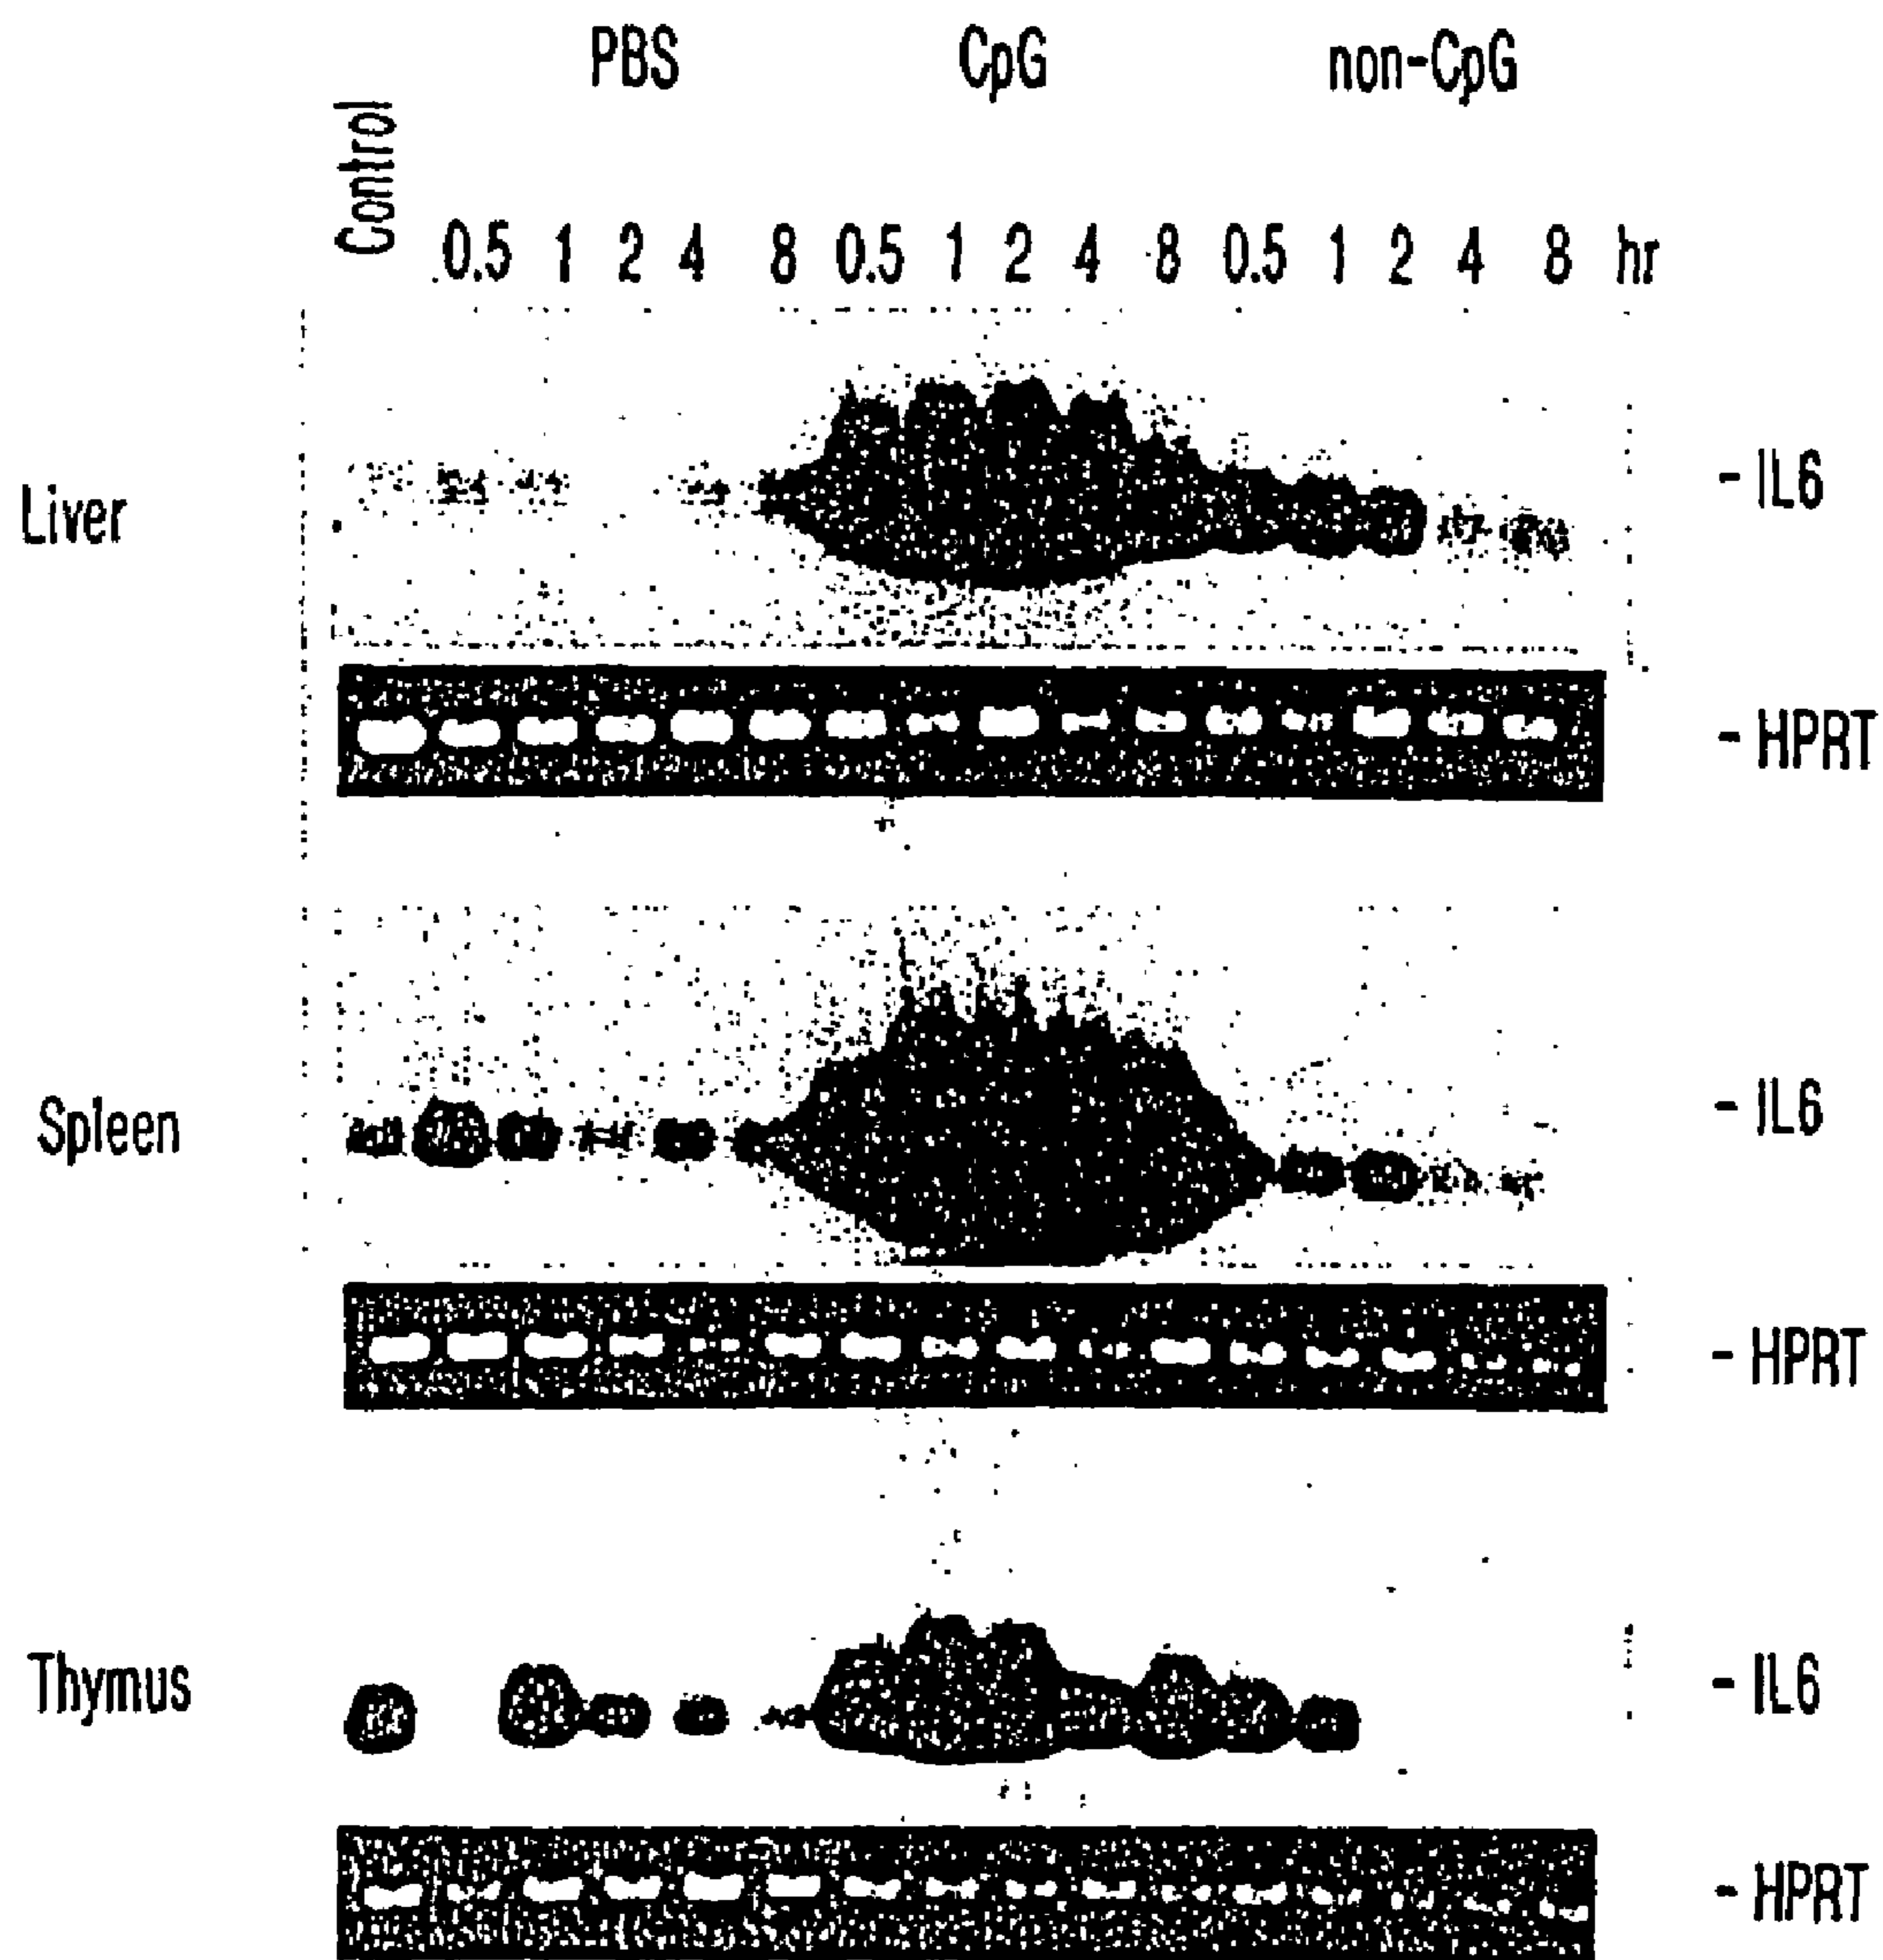 PBS CpG non-CpG
Control
0.5 1 2 4 8 0.5 1 2 4 8 0.5 1 2 4 8 hr
Liver
- IL6
- HPRT
Spleen
- IL6
- HPRT
Thymus
- IL6
- HPRT